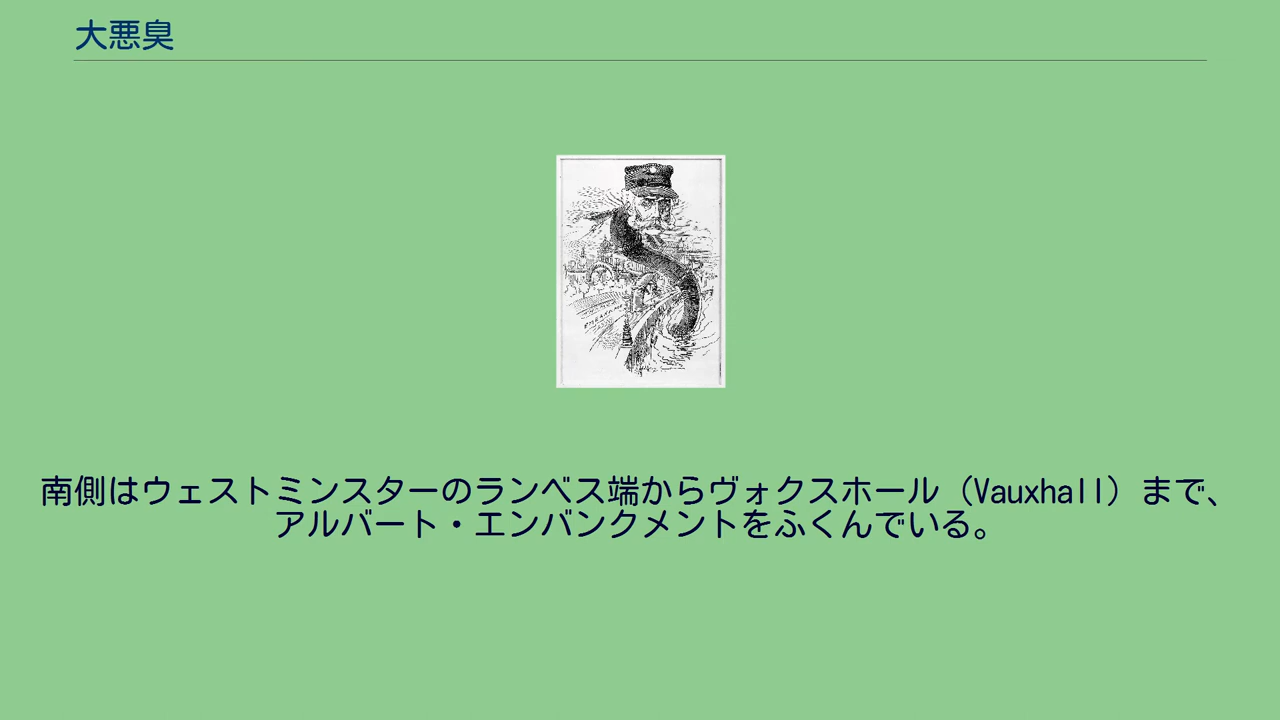 大悪臭
南側はウェストミンスターのランベス端からヴォクスホール（Vauxhall）まで、
アルバート・エンバンクメントをふくんでいる。